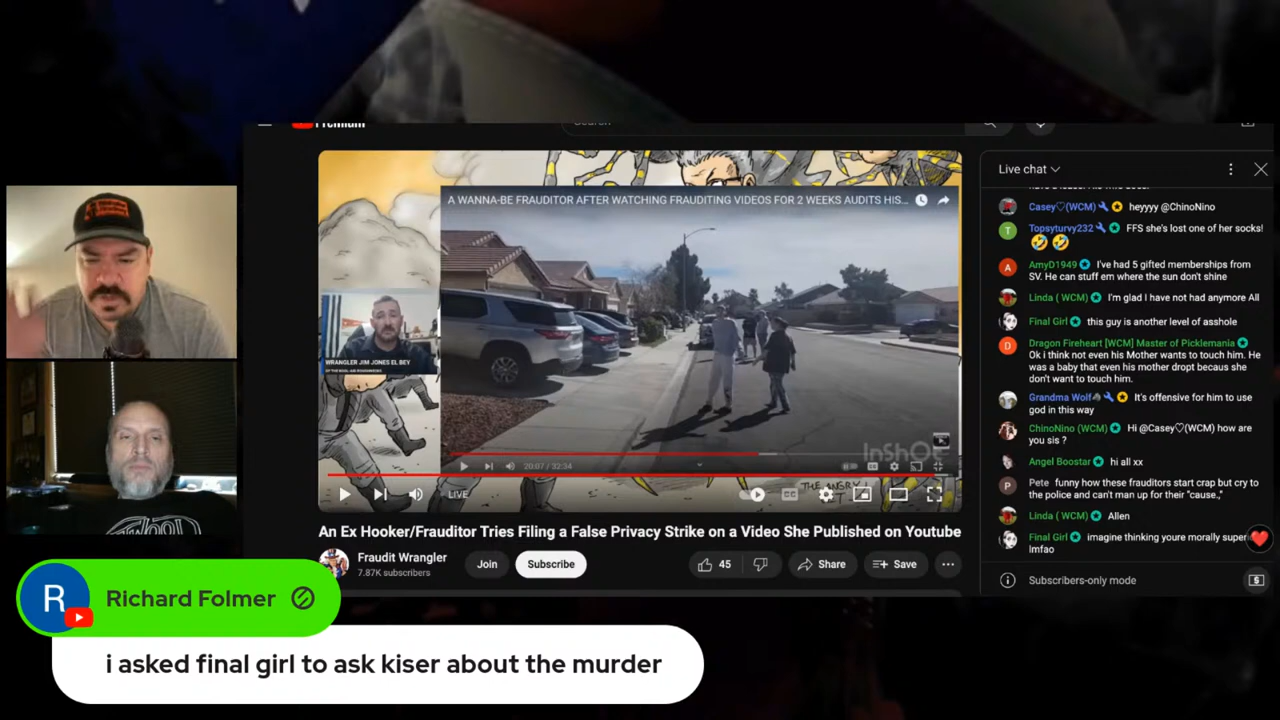 Premium
Search
A WANNA-BE FRAUDITOR AFTER WATCHING FRAUDITING VIDEOS FOR 2 WEEKS AUDITS HIS...
WRANGLER JIM JONES EL BEY
InShOt
20:07 / 32:34
LIVE
THE ANGRY
An Ex Hooker/Frauditor Tries Filing a False Privacy Strike on a Video She Published on Youtube
Fraudit Wrangler
7.87K subscribers
Join
Subscribe
45
Share
Save
Live chat
Casey♡(WCM) heyyyy @ChinoNino
T
Topsyturvy232 FFS she's lost one of her socks!
🤣 🤣
A
AmyD1949 I've had 5 gifted memberships from
SV. He can stuff em where the sun don't shine
Linda ( WCM) I'm glad I have not had anymore All
Final Girl this guy is another level of asshole
D
Dragon Fireheart [WCM] Master of Picklemania
Ok i think not even his Mother wants to touch him. He
was a baby that even his mother dropt becaus she
don't want to touch him.
Grandma Wolf It's offensive for him to use
god in this way
ChinoNino (WCM) Hi @Casey♡(WCM) how are
you sis ?
Angel Boostar hi all xx
P
Pete funny how these frauditors start crap but cry to
the police and can't man up for their "cause.,"
Linda ( WCM) Allen
Final Girl imagine thinking youre morally super
lmfao
Subscribers-only mode
R
Richard Folmer
i asked final girl to ask kiser about the murder